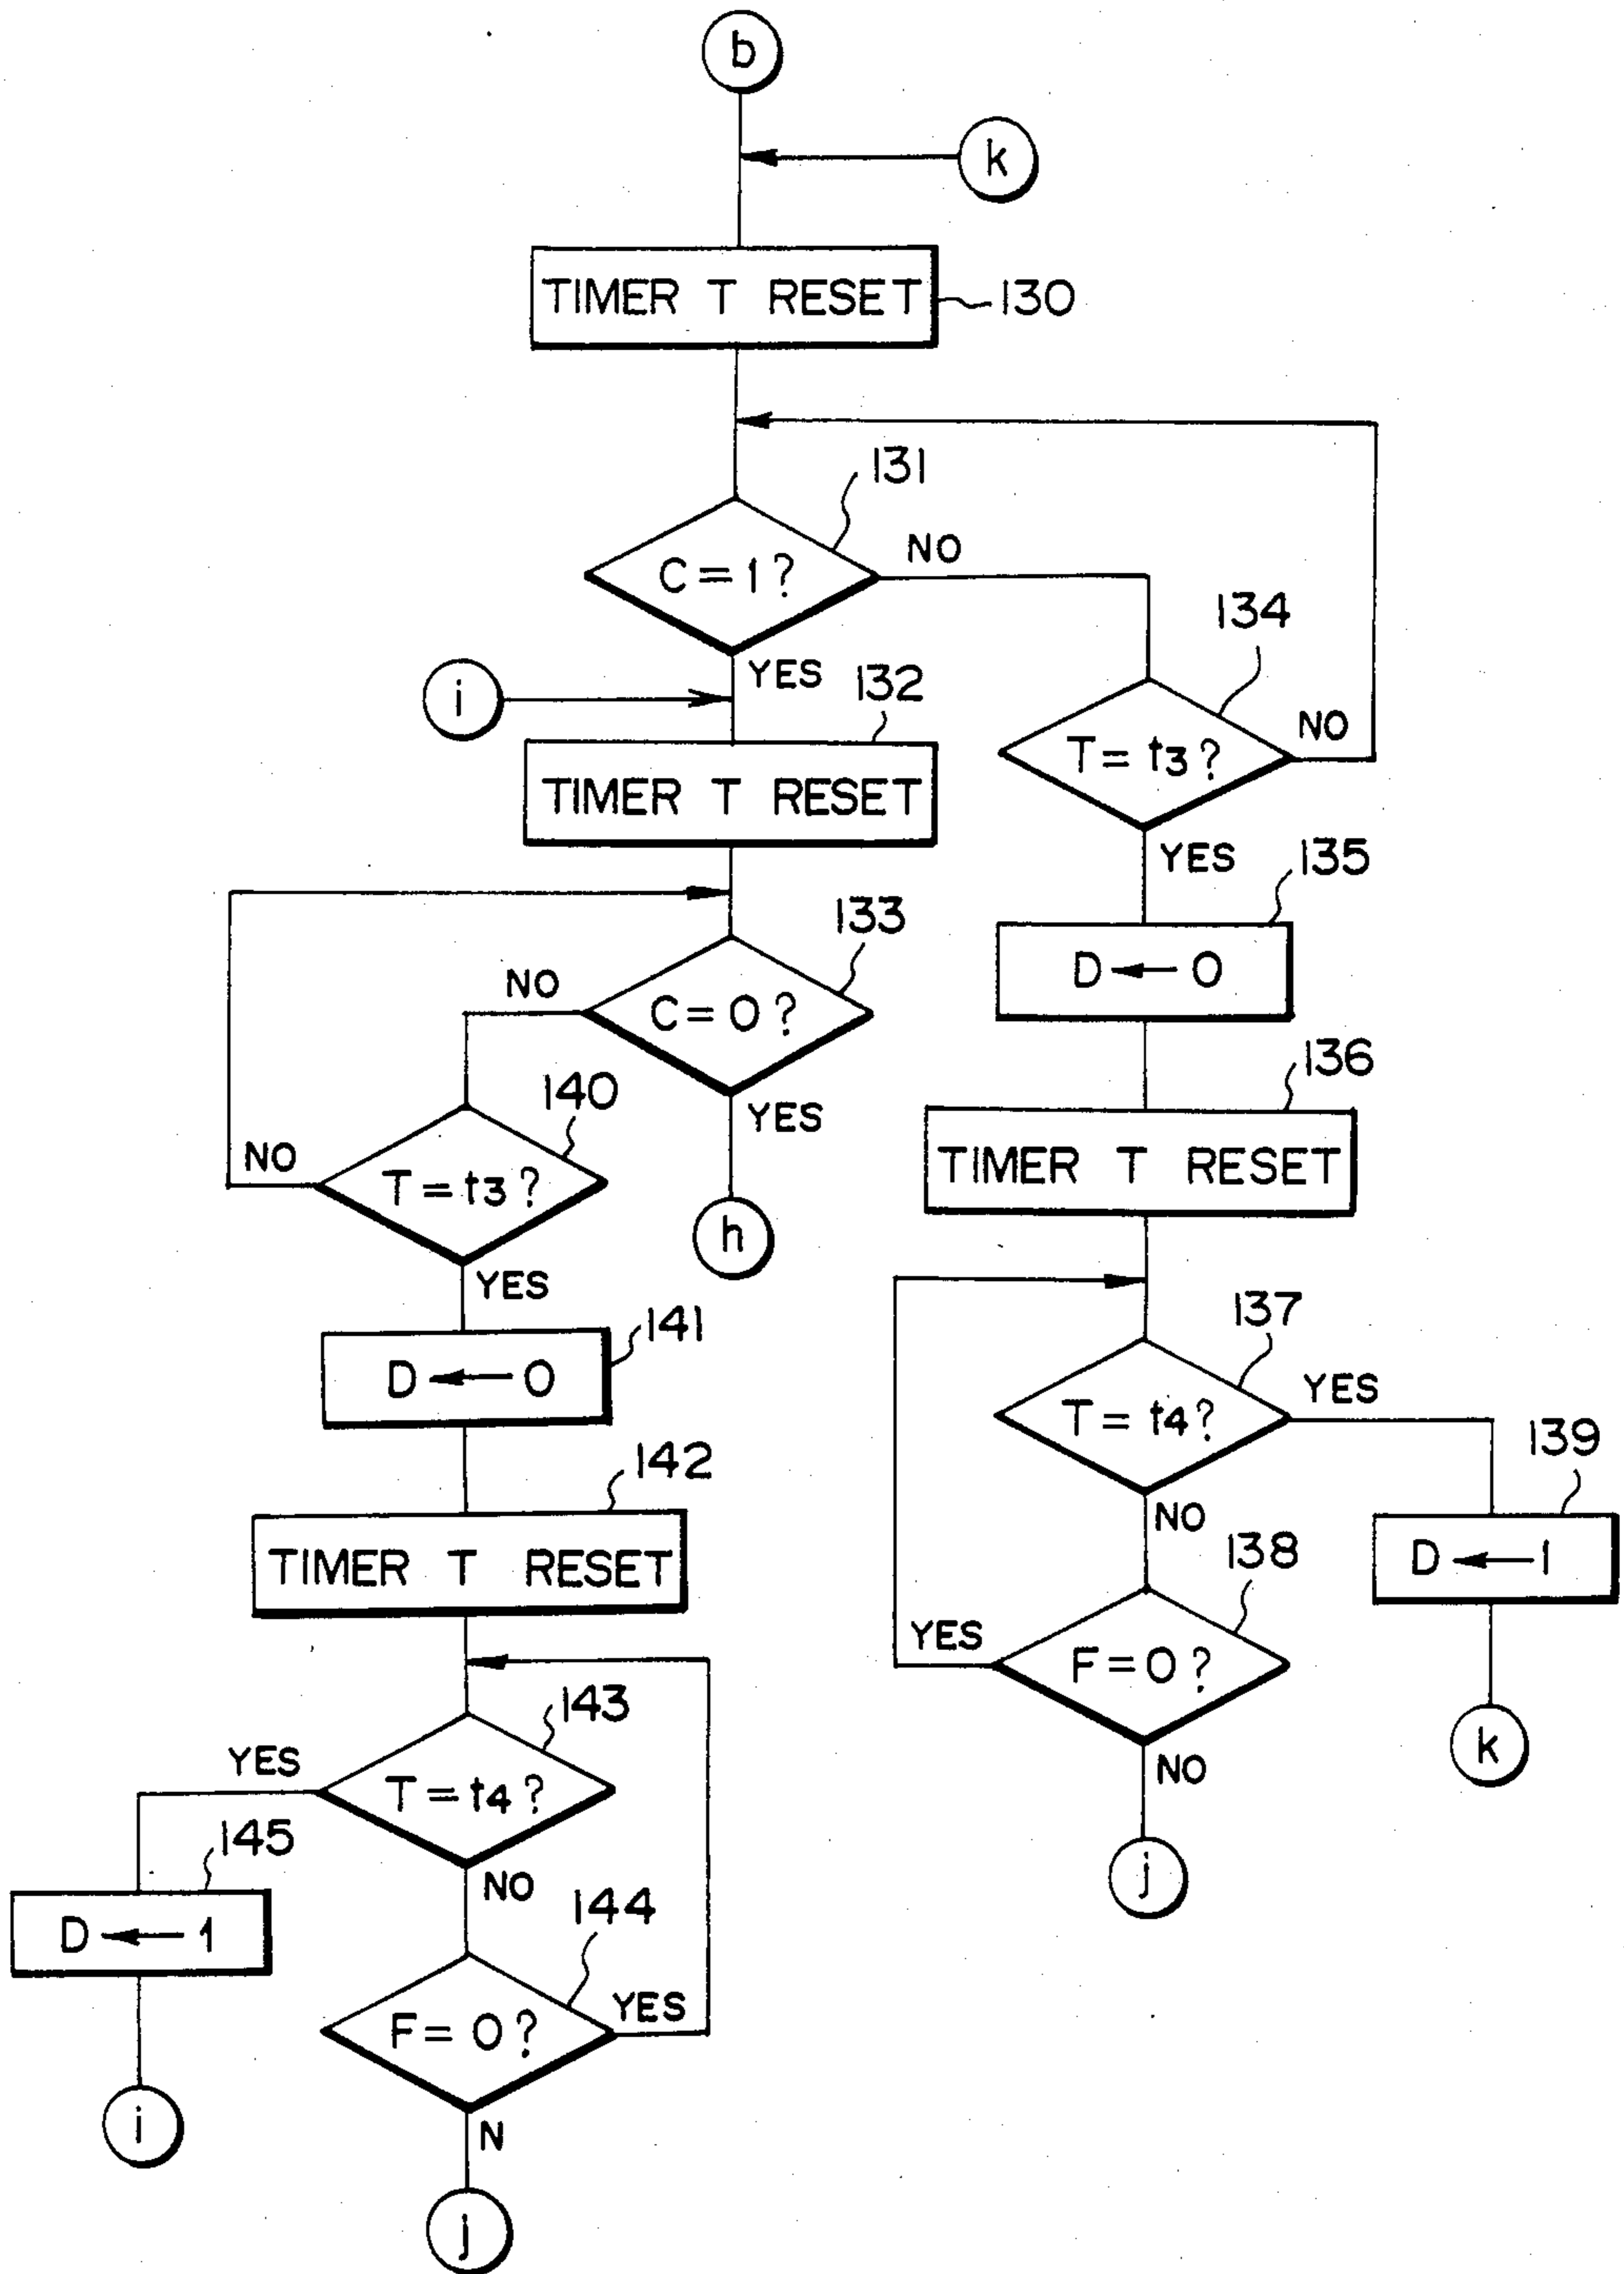 b
k
TIMER T RESET
130
131
C=1?
NO
134
YES
i
132
T=t3?
NO
TIMER T RESET
YES
135
133
D←0
NO
C=0?
136
140
YES
TIMER T RESET
NO
T=t3?
h
YES
137
141
YES
D←0
T=t4?
139
142
NO
D←1
TIMER T RESET
138
YES
F=0?
143
k
YES
NO
T=t4?
145
j
NO
144
D←1
YES
F=0?
i
N
j